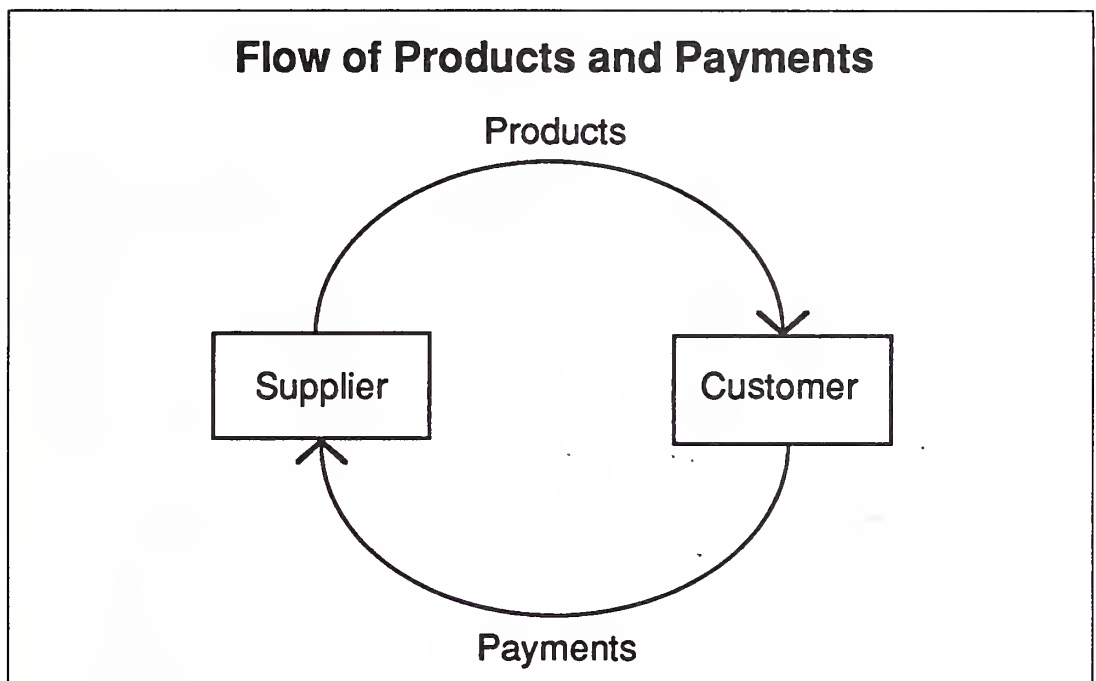 Flow of Products and Payments
Products
Supplier
Customer
Payments